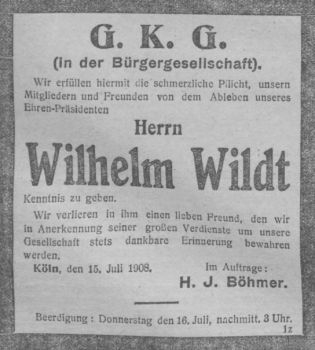 G. K. G.
(in der Bürgergesellschaft).
Wir erfüllen hiermit die schmerzliche Pflicht, unsern
Mitgliedern und Freunden von dem Ableben unseres
Ehren-Präsidenten
Herrn
Wilhelm Wildt
Kenntnis zu geben.
Wir verlieren in ihm einen lieben Freund, den wir
in Anerkennung seiner großen Verdienste um unsere
Gesellschaft stets dankbare Erinnerung bewahren
werden.
Köln, den 15. Juli 1908. Im Auftrage:
H. J. Böhmer.
Beerdigung: Donnerstag den 16. Juli, nachmitt. 3 Uhr.
1z